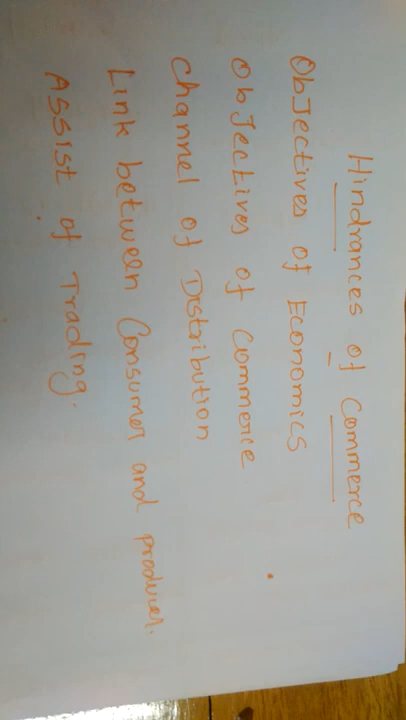 Hindrances of Commerce
Objectives of Economics
Objectives of Commerce
Channel of Distribution
Link between Consumer and producer.
Assist of Trading.